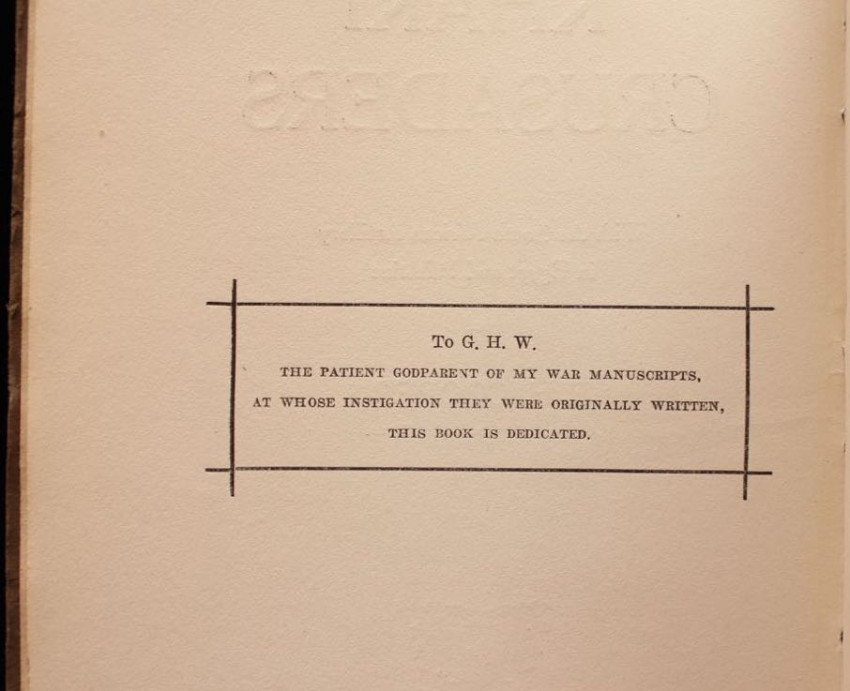 CRUSADERS
To G. H. W.
THE PATIENT GODPARENT OF MY WAR MANUSCRIPTS,
AT WHOSE INSTIGATION THEY WERE ORIGINALLY WRITTEN,
THIS BOOK IS DEDICATED.